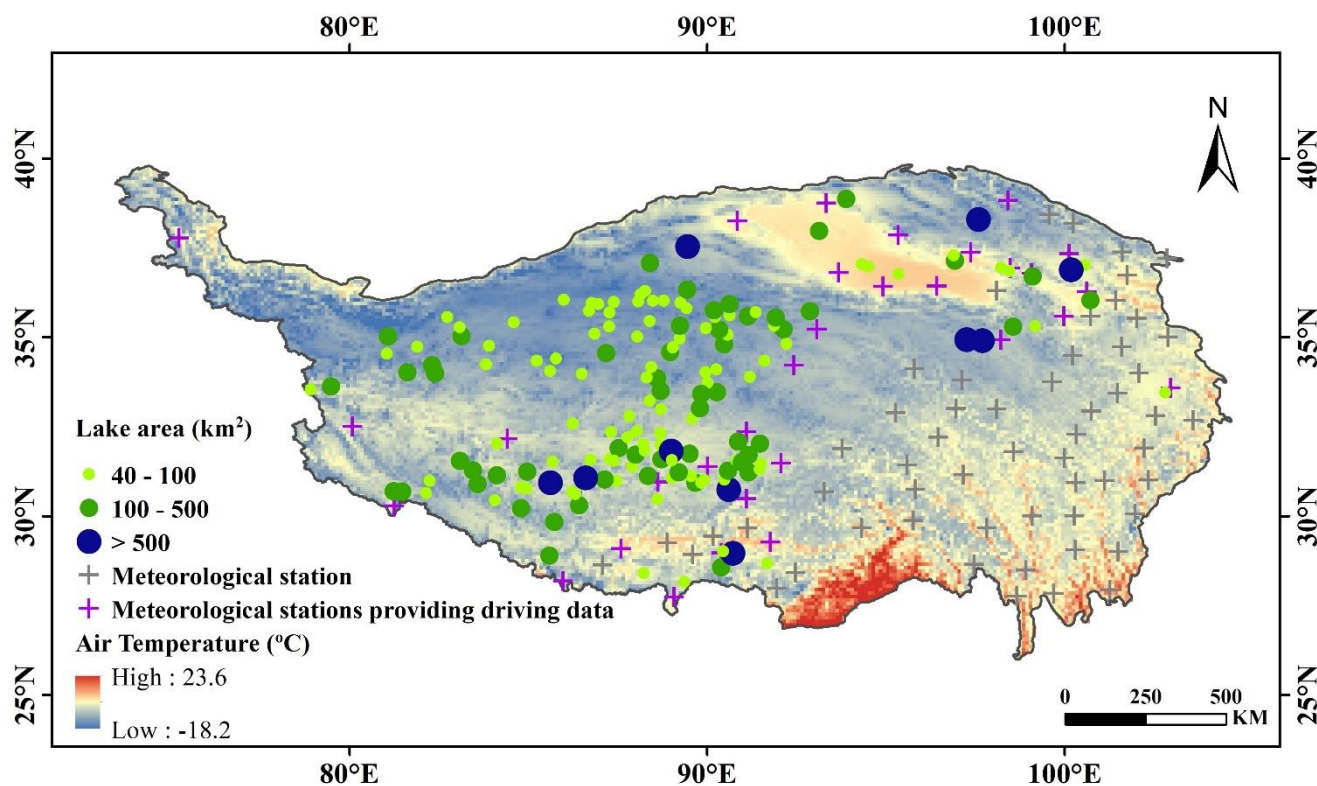 80°E 90°E 100°E
N
40°N 40°N
35°N 35°N
30°N 30°N
25°N 25°N
Lake area (km²)
40 - 100
100 - 500
> 500
Meteorological station
Meteorological stations providing driving data
Air Temperature (ºC)
High : 23.6
Low : -18.2
0 250 500
KM
80°E 90°E 100°E